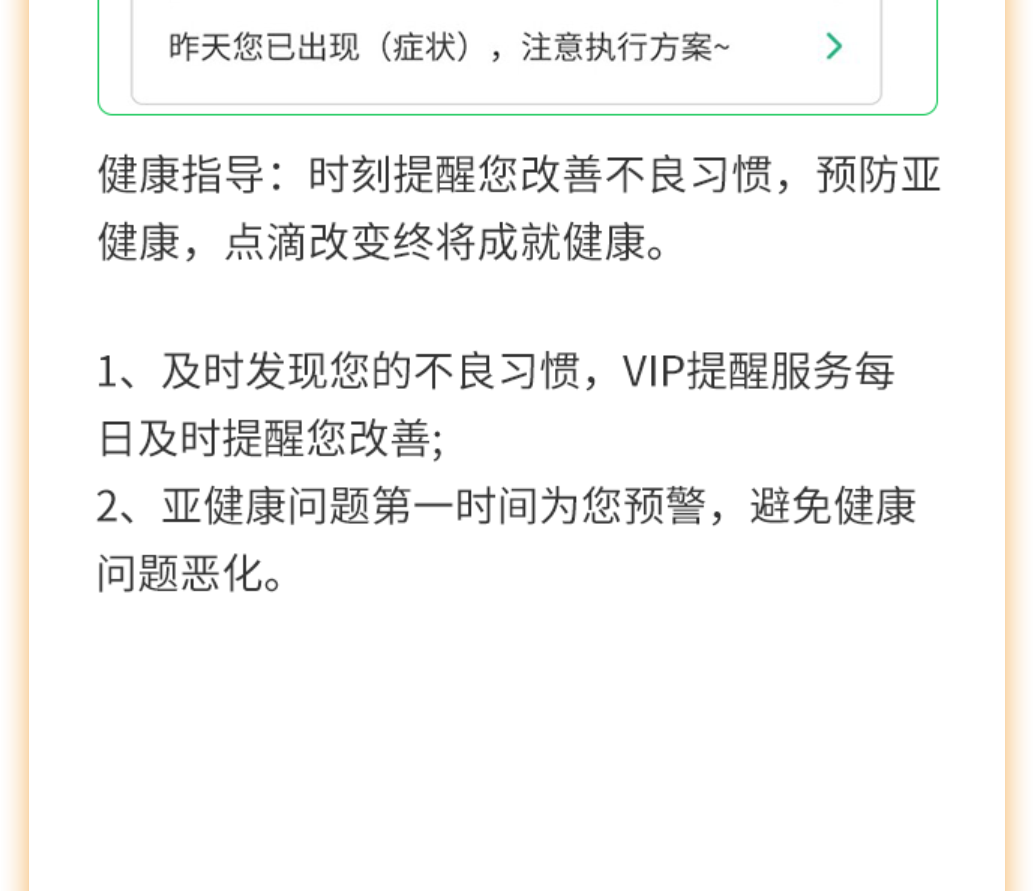 昨天您已出现（症状），注意执行方案~
健康指导：时刻提醒您改善不良习惯，预防亚
健康，点滴改变终将成就健康。
1、及时发现您的不良习惯，VIP提醒服务每
日及时提醒您改善;
2、亚健康问题第一时间为您预警，避免健康
问题恶化。